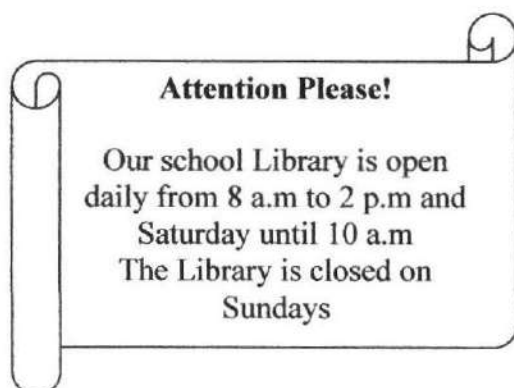 Attention Please!
Our school Library is open
daily from 8 a.m to 2 p.m and
Saturday until 10 a.m
The Library is closed on
Sundays